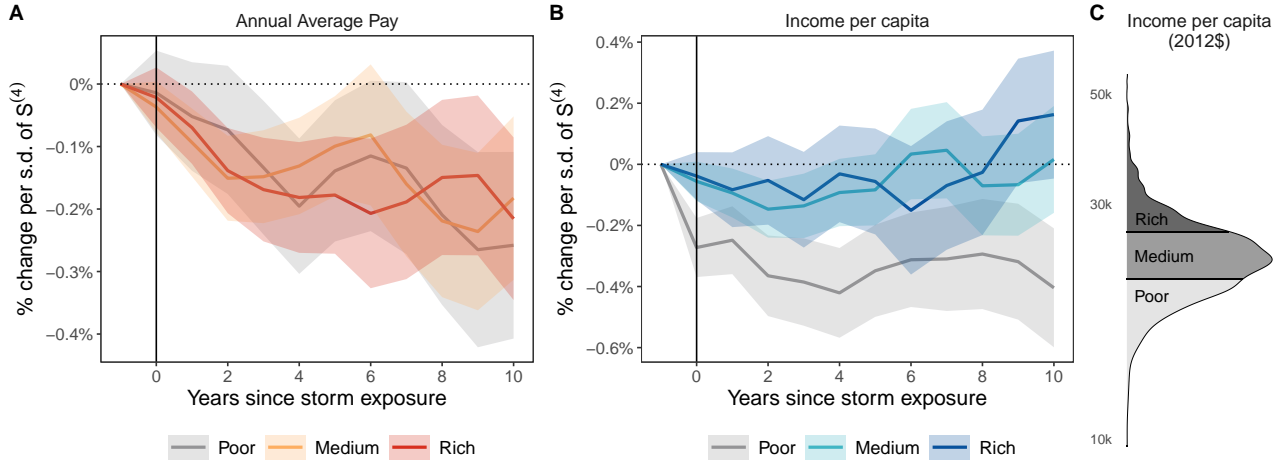 A
Annual Average Pay
% change per s.d. of S(4)
0%
−0.1%
−0.2%
−0.3%
−0.4%
0 2 4 6 8 10
Years since storm exposure
Poor Medium Rich
B
Income per capita
% change per s.d. of S(4)
0.4%
0.2%
0%
−0.2%
−0.4%
−0.6%
0 2 4 6 8 10
Years since storm exposure
Poor Medium Rich
C
Income per capita
(2012$)
50k
30k
Rich
Medium
Poor
10k